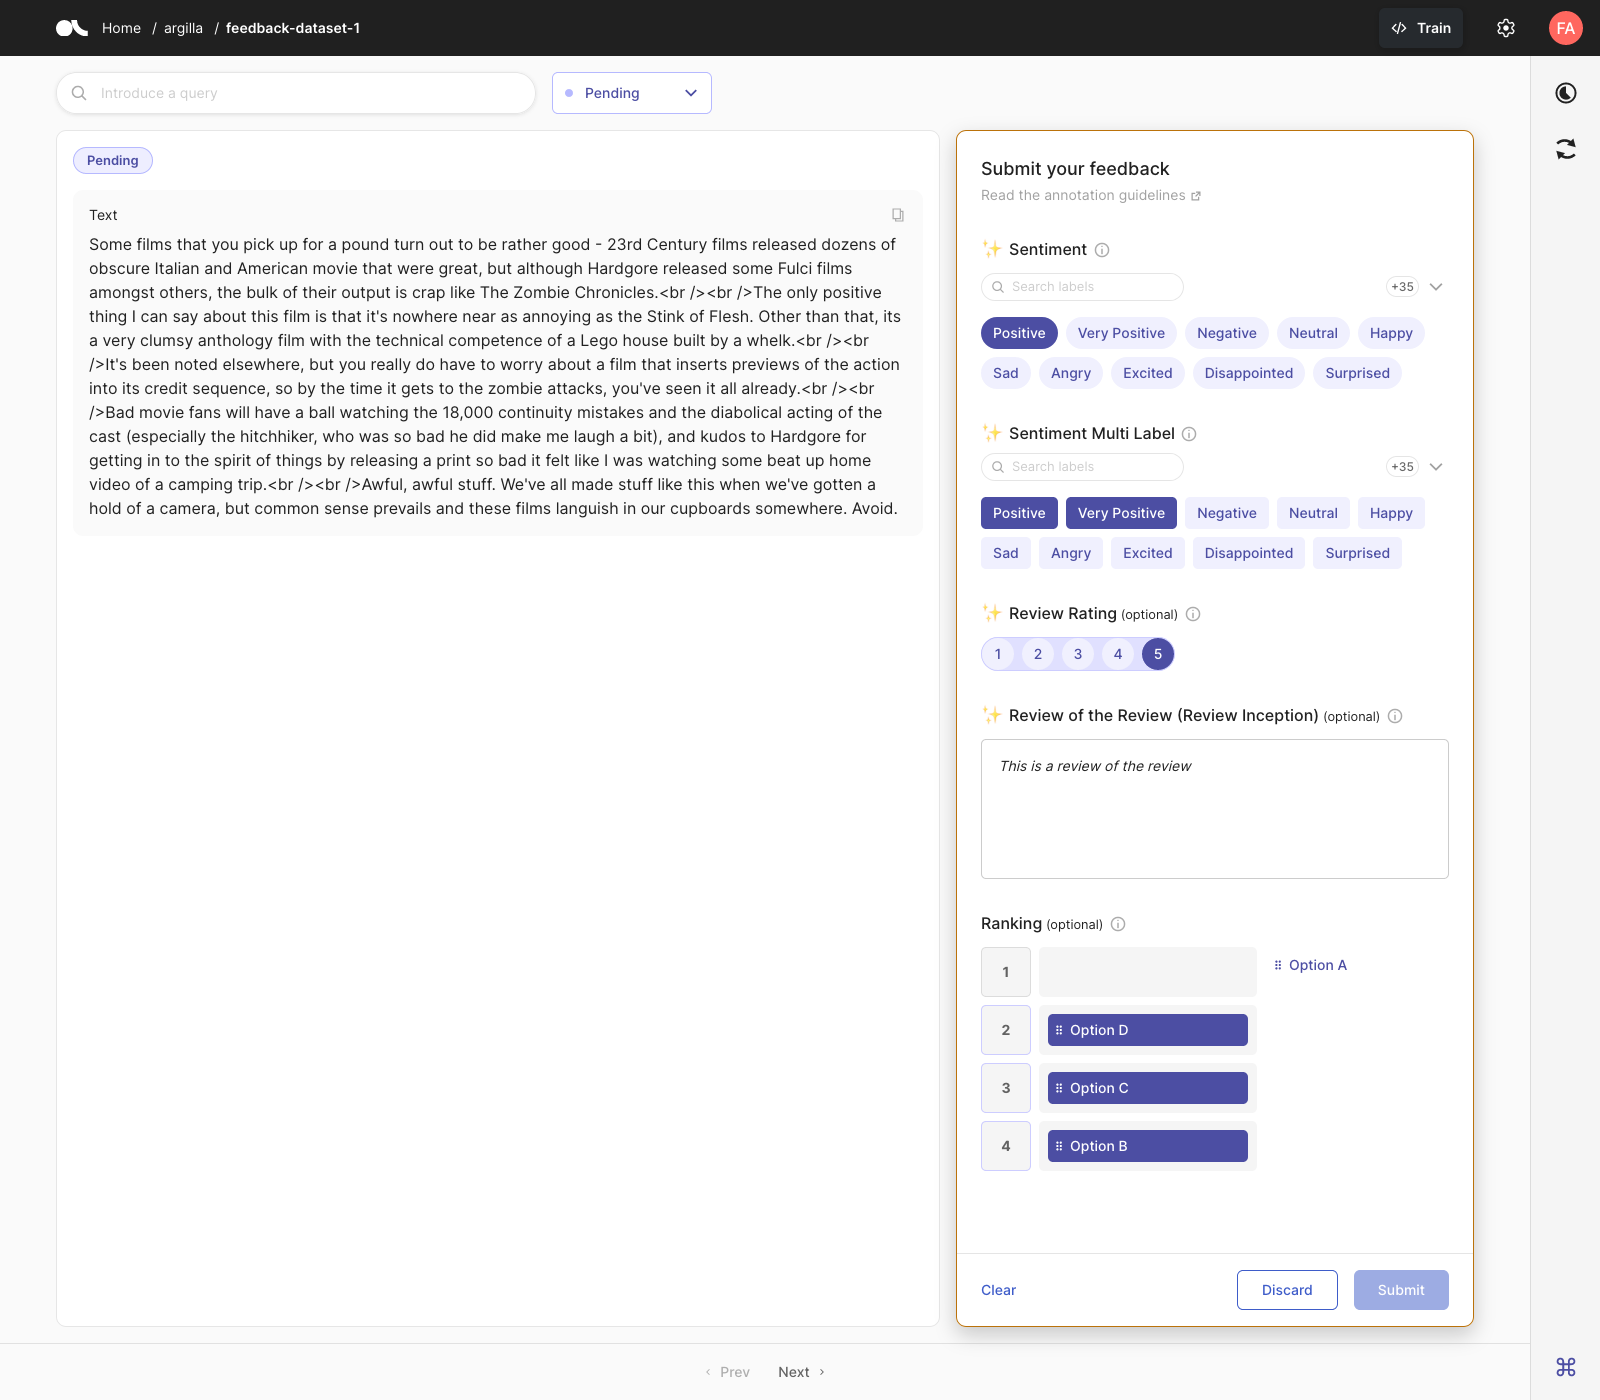 Home / argilla / feedback-dataset-1
Train
FA
Introduce a query
Pending
Pending
Text
Some films that you pick up for a pound turn out to be rather good - 23rd Century films released dozens of
obscure Italian and American movie that were great, but although Hardgore released some Fulci films
amongst others, the bulk of their output is crap like The Zombie Chronicles.<br /><br />The only positive
thing I can say about this film is that it's nowhere near as annoying as the Stink of Flesh. Other than that, its
a very clumsy anthology film with the technical competence of a Lego house built by a whelk.<br /><br
/>It's been noted elsewhere, but you really do have to worry about a film that inserts previews of the action
into its credit sequence, so by the time it gets to the zombie attacks, you've seen it all already.<br /><br
/>Bad movie fans will have a ball watching the 18,000 continuity mistakes and the diabolical acting of the
cast (especially the hitchhiker, who was so bad he did make me laugh a bit), and kudos to Hardgore for
getting in to the spirit of things by releasing a print so bad it felt like I was watching some beat up home
video of a camping trip.<br /><br />Awful, awful stuff. We've all made stuff like this when we've gotten a
hold of a camera, but common sense prevails and these films languish in our cupboards somewhere. Avoid.
Submit your feedback
Read the annotation guidelines
Sentiment
Search labels
+35
Positive Very Positive Negative Neutral Happy
Sad Angry Excited Disappointed Surprised
Sentiment Multi Label
Search labels
+35
Positive Very Positive Negative Neutral Happy
Sad Angry Excited Disappointed Surprised
Review Rating (optional)
1 2 3 4 5
Review of the Review (Review Inception) (optional)
This is a review of the review
Ranking (optional)
1
Option A
2 Option D
3 Option C
4 Option B
Clear
Discard
Submit
Prev
Next